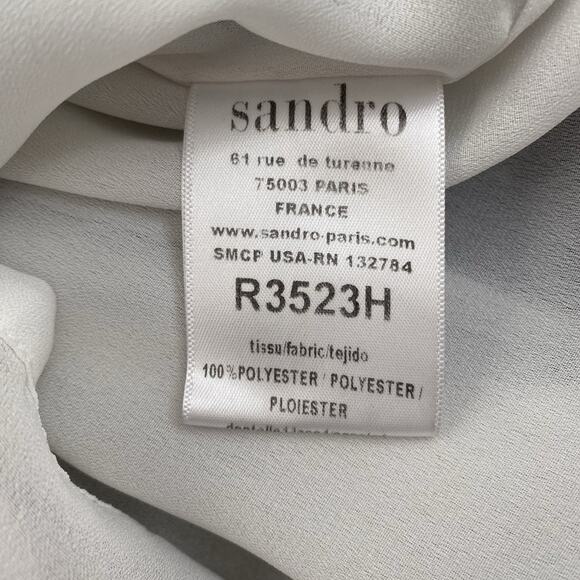 sandro
61 rue de turenne
75003 PARIS
FRANCE
www.sandro-paris.com
SMCP USA-RN 132784
R3523H
tissu/fabric/tejido
100%POLYESTER / POLYESTER /
PLOIESTER